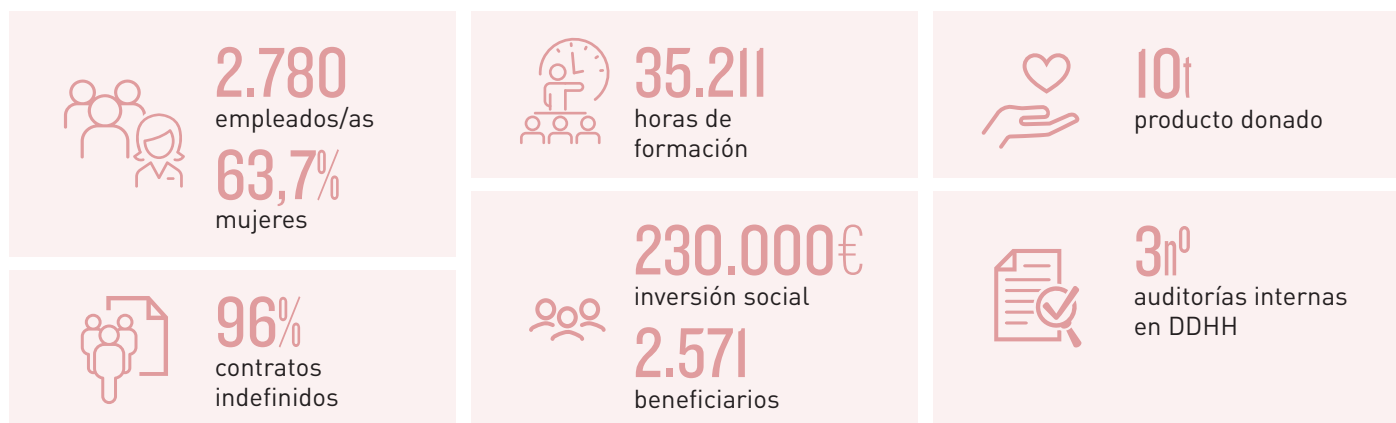 2.780
empleados/as
63,7%
mujeres
96%
contratos
indefinidos
35.211
horas de
formación
230.000€
inversión social
2.571
beneficiarios
10t
producto donado
3nº
auditorías internas
en DDHH